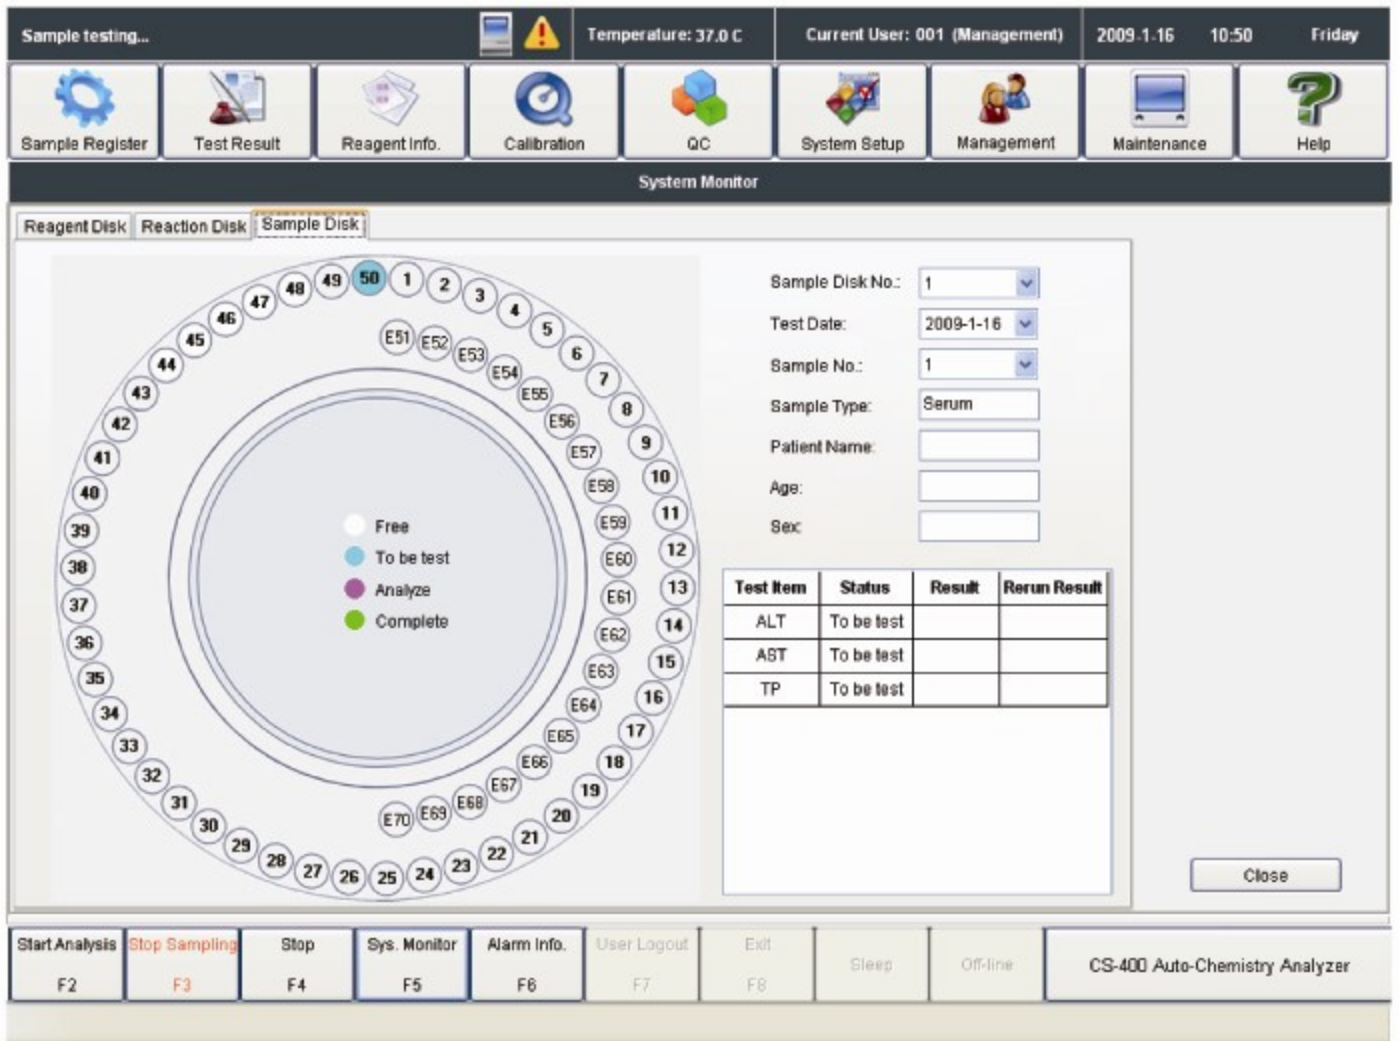 Sample testing...
Temperature: 37.0 C
Current User: 001 (Management)
2009-1-16 10:50 Friday
Sample Register
Test Result
Reagent Info.
Calibration
QC
System Setup
Management
Maintenance
Help
System Monitor
Reagent Disk
Reaction Disk
Sample Disk
50
1
2
3
4
5
6
7
8
9
10
11
12
13
14
15
16
17
18
19
20
21
22
23
24
25
26
27
28
29
30
31
32
33
34
35
36
37
38
39
40
41
42
43
44
45
46
47
48
49
E51
E52
E53
E54
E55
E56
E57
E58
E59
E60
E61
E62
E63
E64
E65
E66
E67
E68
E69
E70
Free
To be test
Analyze
Complete
Sample Disk No.: 1
Test Date: 2009-1-16
Sample No.: 1
Sample Type: Serum
Patient Name:
Age:
Sex:
Test Item Status Result Rerun Result
ALT To be test
AST To be test
TP To be test
Close
Start Analysis
F2
Stop Sampling
F3
Stop
F4
Sys. Monitor
F5
Alarm Info.
F6
User Logout
F7
Exit
F8
Sleep
Off-line
CS-400 Auto-Chemistry Analyzer